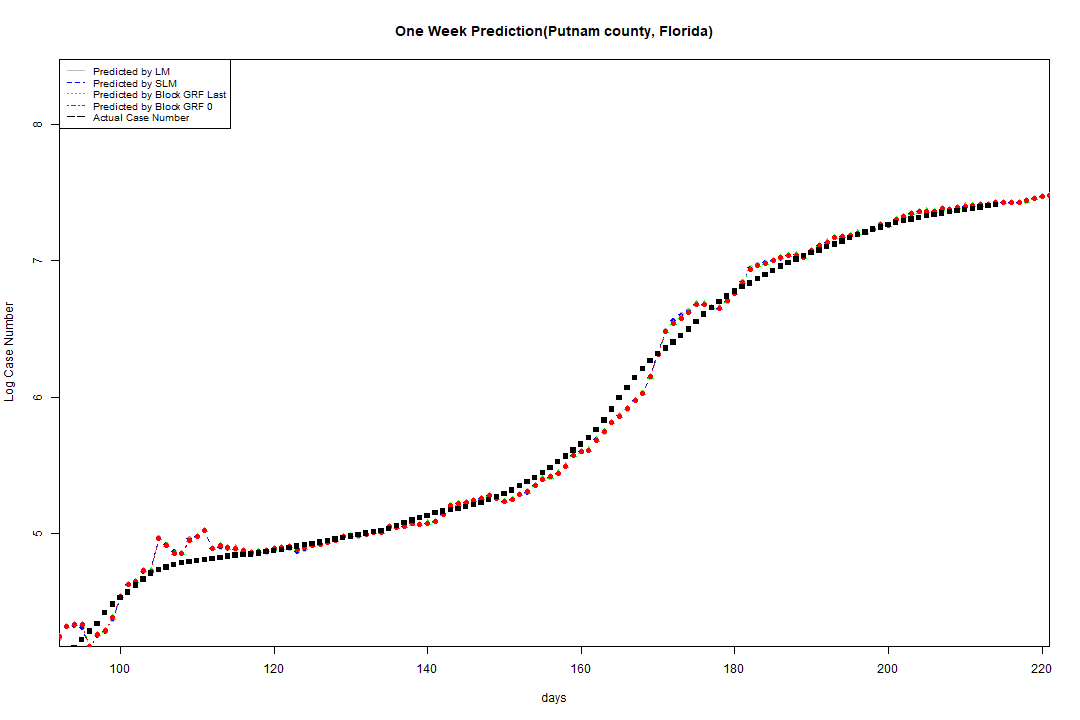 One Week Prediction(Putnam county, Florida)
Predicted by LM
Predicted by SLM
Predicted by Block GRF Last
Predicted by Block GRF 0
Actual Case Number
8
7
6
5
Log Case Number
100 120 140 160 180 200 220
days